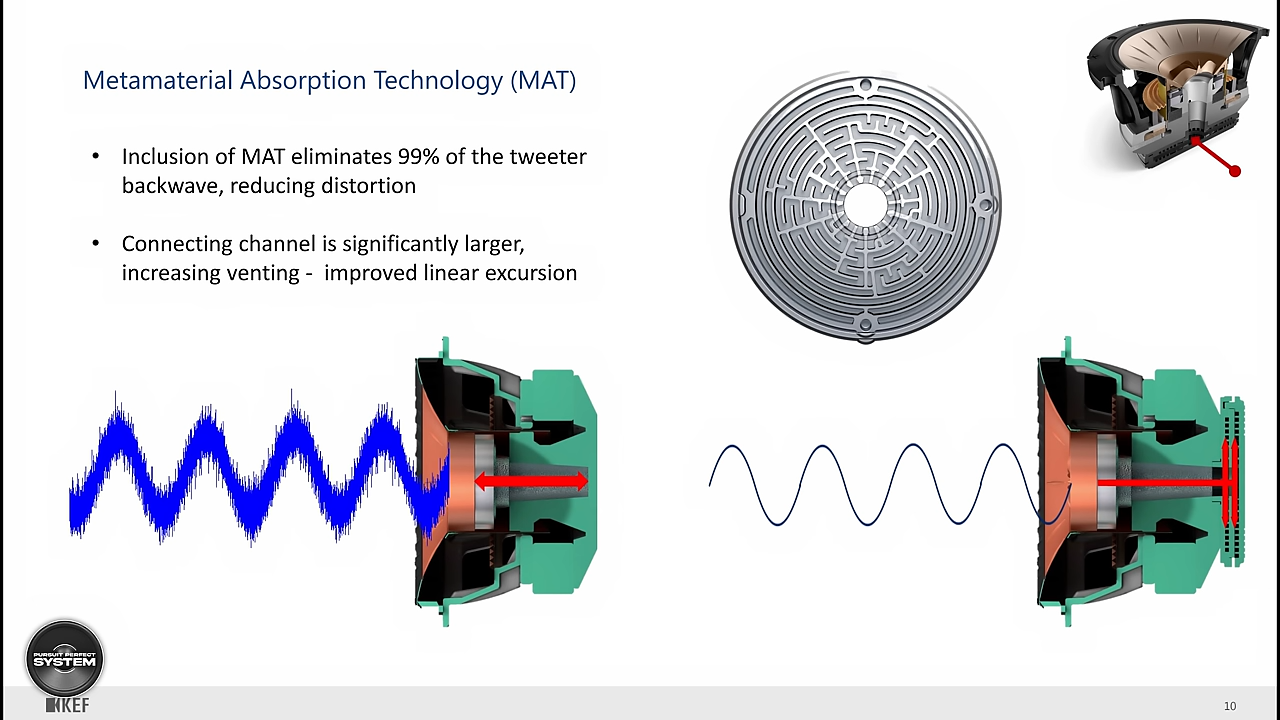 Metamaterial Absorption Technology (MAT)
• Inclusion of MAT eliminates 99% of the tweeter
backwave, reducing distortion
• Connecting channel is significantly larger,
increasing venting - improved linear excursion
PURSUIT PERFECT
SYSTEM
KEF
10